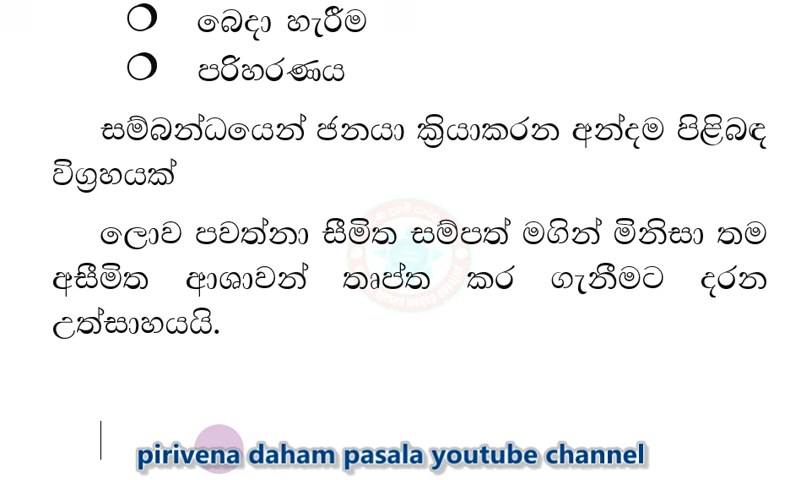 ❍ බෙදා හැරීම
❍ පරිහරණය
සම්බන්ධයෙන් ජනයා ක්‍රියාකරන අන්දම පිළිබඳ
විග්‍රහයක්
ලොව පවත්නා සීමිත සම්පත් මගින් මිනිසා තම
අසීමිත ආශාවන් තෘප්ත කර ගැනීමට දරන
උත්සාහයයි.
pirivena daham pasala youtube channel